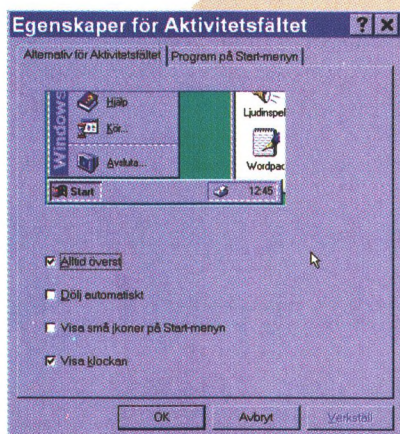 Egenskaper för Aktivitetsfältet
Alternativ för Aktivitetsfältet Program på Start-menyn
Windows
Hjälp
Kör...
Avsluta...
Ljudinspel
Wordpad
Start 12:45
Alltid överst
Dölj automatiskt
Visa små ikoner på Start-menyn
Visa klockan
OK Avbryt Verkställ